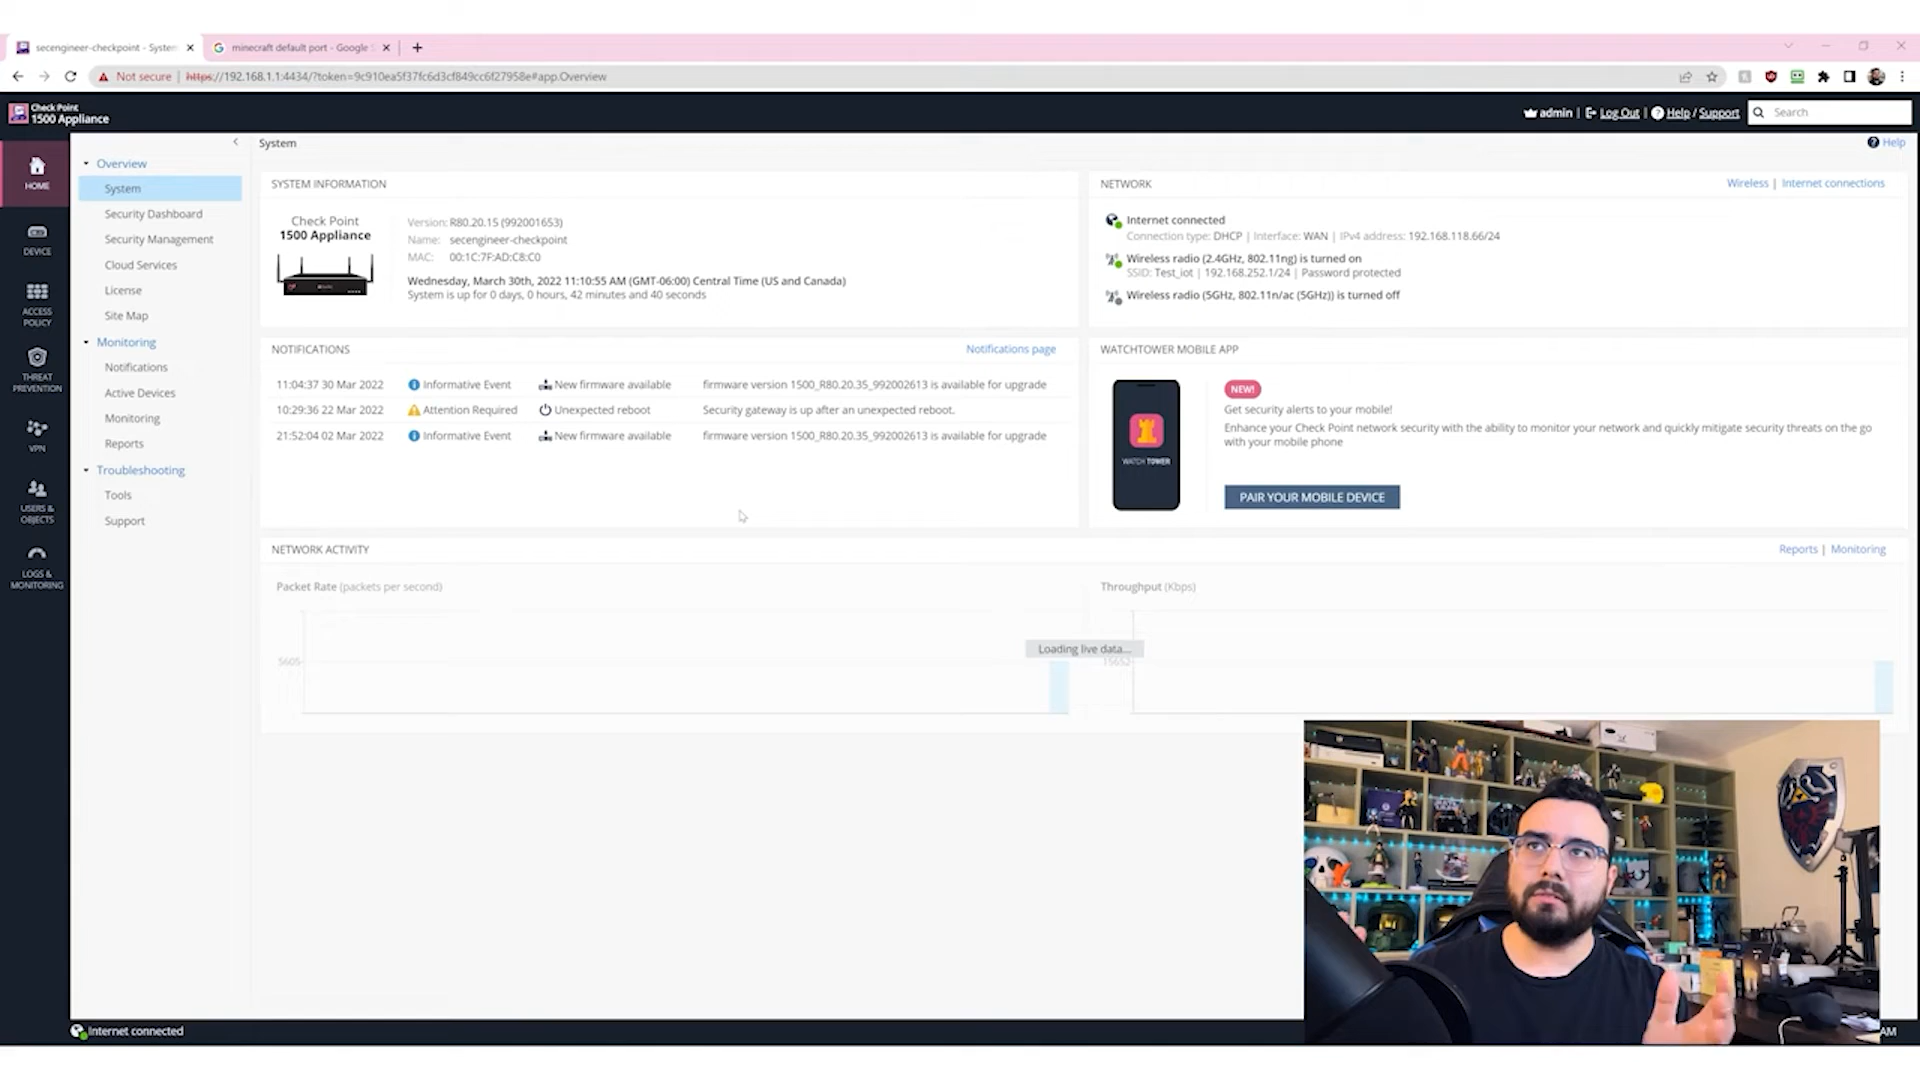 secengineer-checkpoint - System
minecraft default port - Google S
Not secure | https://192.168.1.1:4434/?token=9c910ea5f37fc6d3cf849cc6f27958e#app.Overview
Check Point
1500 Appliance
admin | Log Out | Help / Support
Search
HOME
DEVICE
ACCESS
POLICY
THREAT
PREVENTION
VPN
USERS &
OBJECTS
LOGS &
MONITORING
Overview
System
Security Dashboard
Security Management
Cloud Services
License
Site Map
Monitoring
Notifications
Active Devices
Monitoring
Reports
Troubleshooting
Tools
Support
System
Help
SYSTEM INFORMATION
Check Point
1500 Appliance
Version: R80.20.15 (992001653)
Name: secengineer-checkpoint
MAC: 00:1C:7F:AD:C8:C0
Wednesday, March 30th, 2022 11:10:55 AM (GMT-06:00) Central Time (US and Canada)
System is up for 0 days, 0 hours, 42 minutes and 40 seconds
NETWORK
Wireless | Internet connections
Internet connected
Connection type: DHCP | Interface: WAN | IPv4 address: 192.168.118.66/24
Wireless radio (2.4GHz, 802.11ng) is turned on
SSID: Test_iot | 192.168.252.1/24 | Password protected
Wireless radio (5GHz, 802.11n/ac (5GHz)) is turned off
NOTIFICATIONS
Notifications page
11:04:37 30 Mar 2022 Informative Event New firmware available firmware version 1500_R80.20.35_992002613 is available for upgrade
10:29:36 22 Mar 2022 Attention Required Unexpected reboot Security gateway is up after an unexpected reboot.
21:52:04 02 Mar 2022 Informative Event New firmware available firmware version 1500_R80.20.35_992002613 is available for upgrade
WATCHTOWER MOBILE APP
WATCH TOWER
NEW!
Get security alerts to your mobile!
Enhance your Check Point network security with the ability to monitor your network and quickly mitigate security threats on the go
with your mobile phone
PAIR YOUR MOBILE DEVICE
NETWORK ACTIVITY
Reports | Monitoring
Packet Rate (packets per second)
Throughput (Kbps)
Loading live data...
5605
15652
Internet connected
AM